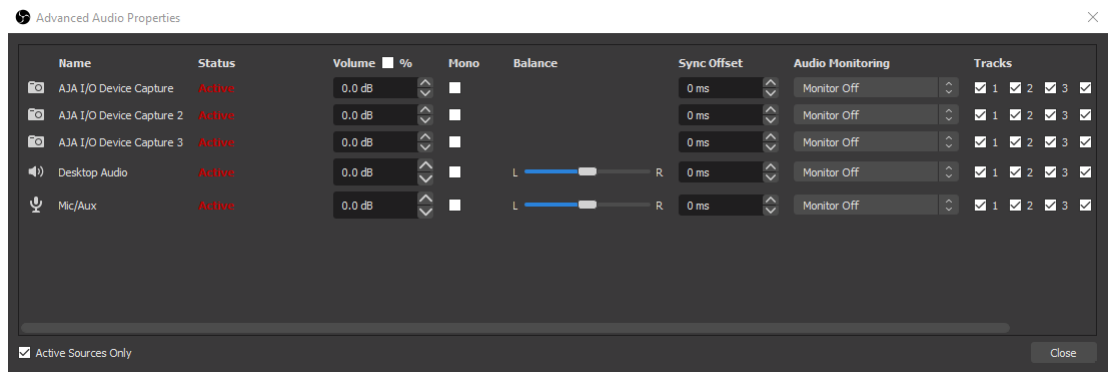 Advanced Audio Properties
Name Status Volume % Mono Balance Sync Offset Audio Monitoring Tracks
AJA I/O Device Capture Active 0.0 dB 0 ms Monitor Off 1 2 3
AJA I/O Device Capture 2 Active 0.0 dB 0 ms Monitor Off 1 2 3
AJA I/O Device Capture 3 Active 0.0 dB 0 ms Monitor Off 1 2 3
Desktop Audio Active 0.0 dB L R 0 ms Monitor Off 1 2 3
Mic/Aux Active 0.0 dB L R 0 ms Monitor Off 1 2 3
Active Sources Only Close